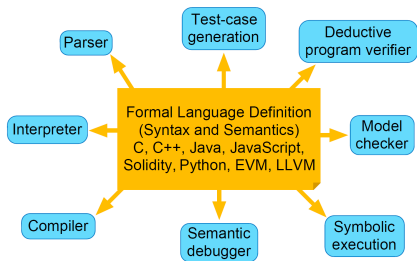 Test-case
generation
Parser
Deductive
program verifier
Formal Language Definition
(Syntax and Semantics)
C, C++, Java, JavaScript,
Solidity, Python, EVM, LLVM
Interpreter
Model
checker
Compiler
Semantic
debugger
Symbolic
execution